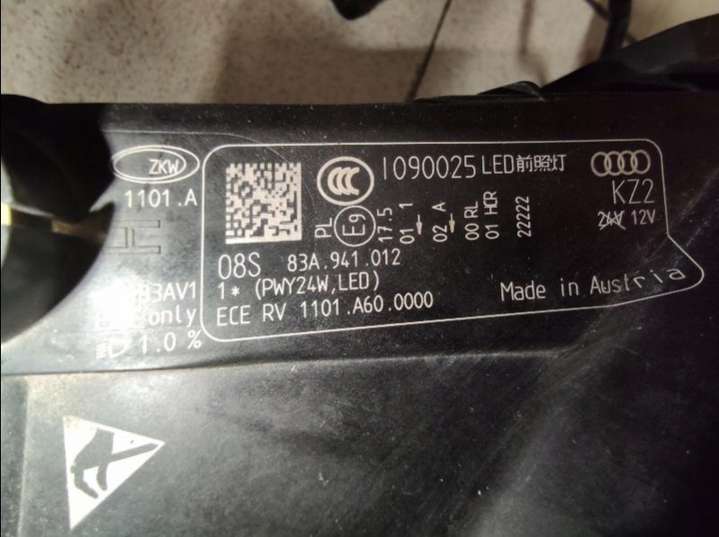 ZKW
1101.A
I090025 LED前照灯
KZ2
24V 12V
PL
E9
17.5
01 1
02 A
00 RL
01 HCR
22222
08S 83A.941.012
1* (PWY24W,LED)
ECE RV 1101.A60.0000
Made in Austria
83AV1
only
1.0 %